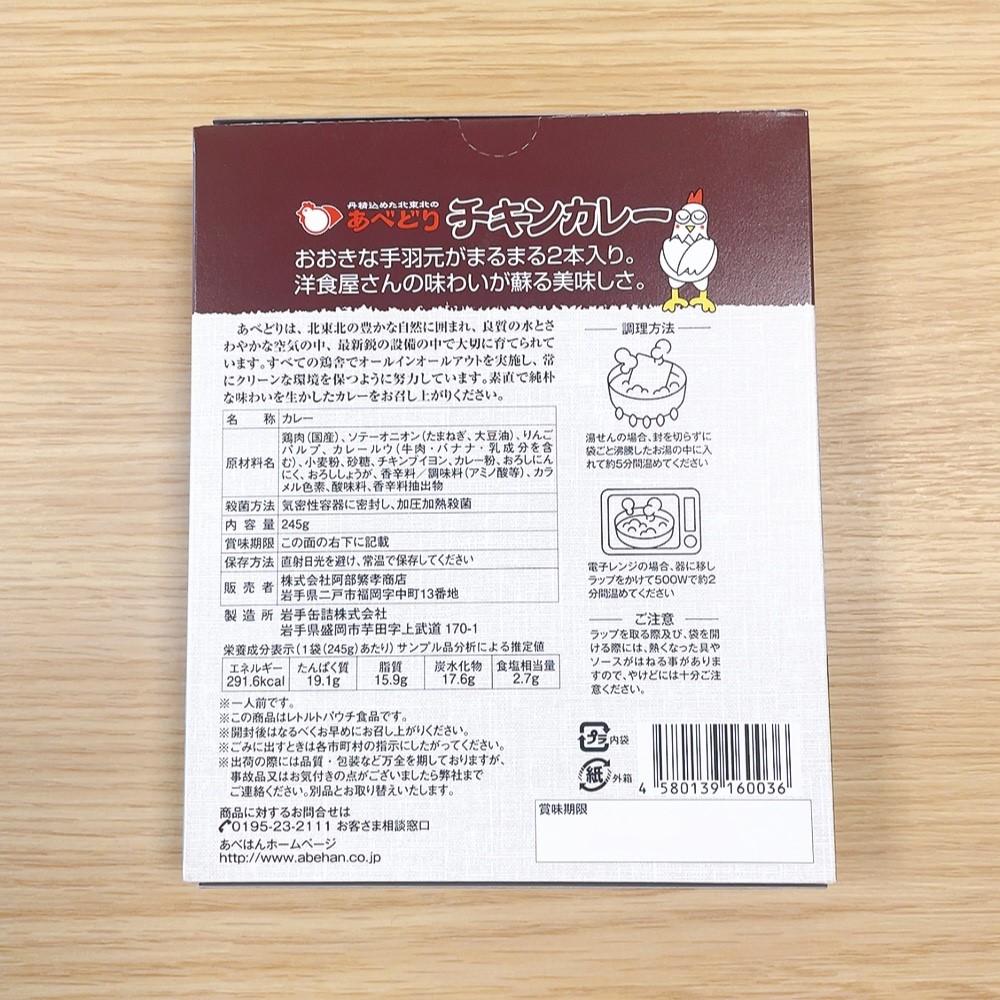 丹精込めた北東北の
あべどり チキンカレー
おおきな手羽元がまるまる2本入り。
洋食屋さんの味わいが蘇る美味しさ。
あべどりは、北東北の豊かな自然に囲まれ、良質の水とさ
わやかな空気の中、最新鋭の設備の中で大切に育てられて
います。すべての鶏舎でオールインオールアウトを実施し、常
にクリーンな環境を保つように努力しています。素直で純朴
な味わいを生かしたカレーをお召し上がりください。
名称 カレー
原材料名 鶏肉(国産)、ソテーオニオン(たまねぎ、大豆油)、りんご
パルプ、カレールウ(牛肉・バナナ・乳成分を含
む)、小麦粉、砂糖、チキンブイヨン、カレー粉、おろしにん
にく、おろししょうが、香辛料/調味料(アミノ酸等)、カラ
メル色素、酸味料、香辛料抽出物
殺菌方法 気密性容器に密封し、加圧加熱殺菌
内容量 245g
賞味期限 この面の右下に記載
保存方法 直射日光を避け、常温で保存してください
販売者 株式会社阿部繁孝商店
岩手県二戸市福岡字中町13番地
製造所 岩手缶詰株式会社
岩手県盛岡市芋田字上武道 170-1
栄養成分表示(1袋(245g)あたり) サンプル品分析による推定値
エネルギー たんぱく質 脂質 炭水化物 食塩相当量
291.6kcal 19.1g 15.9g 17.6g 2.7g
※一人前です。
※この商品はレトルトパウチ食品です。
※開封後はなるべくお早めにお召し上がりください。
※ごみに出すときは各市町村の指示にしたがってください。
※出荷の際には品質・包装など万全を期しておりますが、
事故品又はお気付きの点がございましたら弊社まで
ご連絡ください。別品とお取り替えいたします。
商品に対するお問合せは
0195-23-2111 お客さま相談窓口
あべはんホームページ
http://www.abehan.co.jp
調理方法
湯せんの場合、封を切らずに
袋ごと沸騰したお湯の中に入
れて約5分間温めてください
電子レンジの場合、器に移し
ラップをかけて500Wで約2
分間温めてください
ご注意
ラップを取る際及び、袋を開
ける際には、熱くなった具や
ソースがはねる事がありま
すので、やけどには十分ご注
意ください。
プラ 内袋
紙 外箱
4 580139 160036
賞味期限